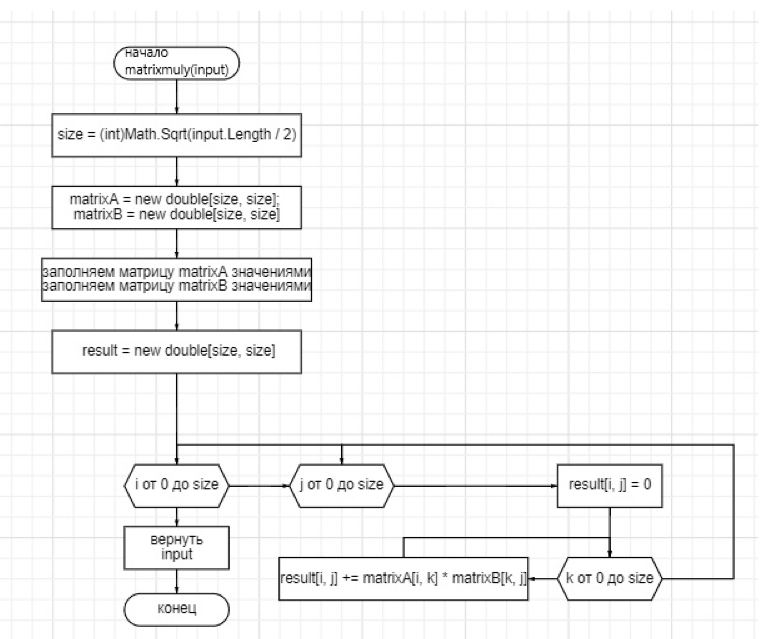 начало
matrixmuly(input)
size = (int)Math.Sqrt(input.Length / 2)
matrixA = new double[size, size];
matrixB = new double[size, size]
заполняем матрицу matrixA значениями
заполняем матрицу matrixB значениями
result = new double[size, size]
i от 0 до size
j от 0 до size
result[i, j] = 0
вернуть
input
result[i, j] += matrixA[i, k] * matrixB[k, j]
k от 0 до size
конец